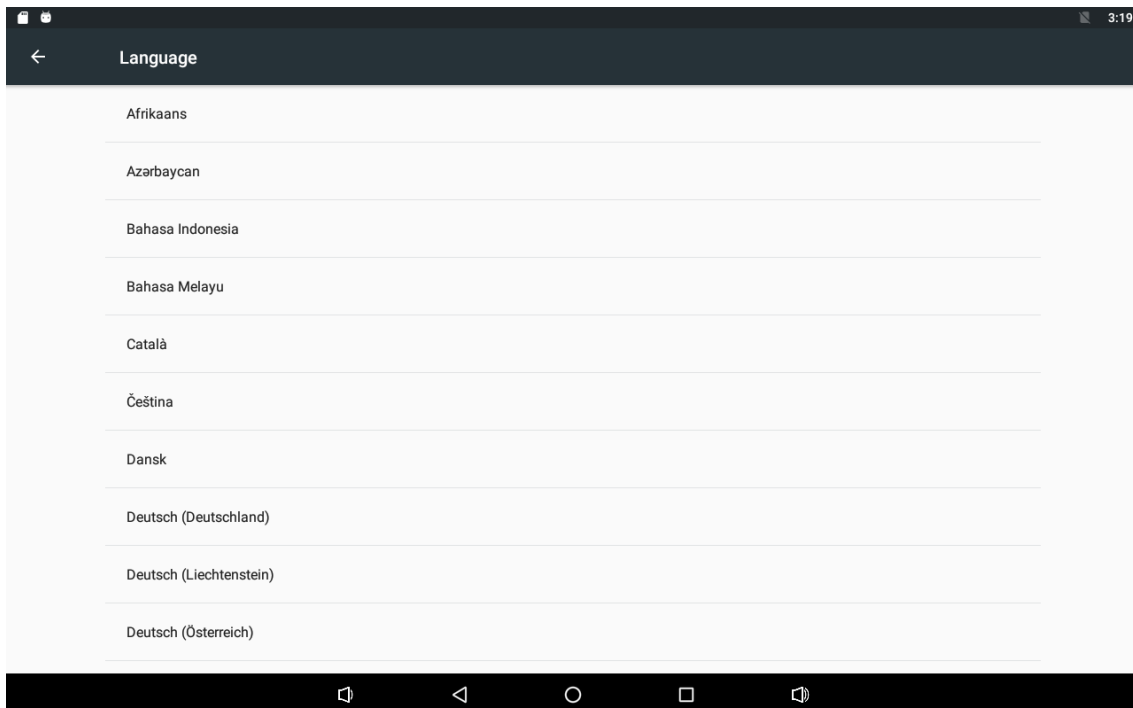 3:19
Language
Afrikaans
Azərbaycan
Bahasa Indonesia
Bahasa Melayu
Català
Čeština
Dansk
Deutsch (Deutschland)
Deutsch (Liechtenstein)
Deutsch (Österreich)